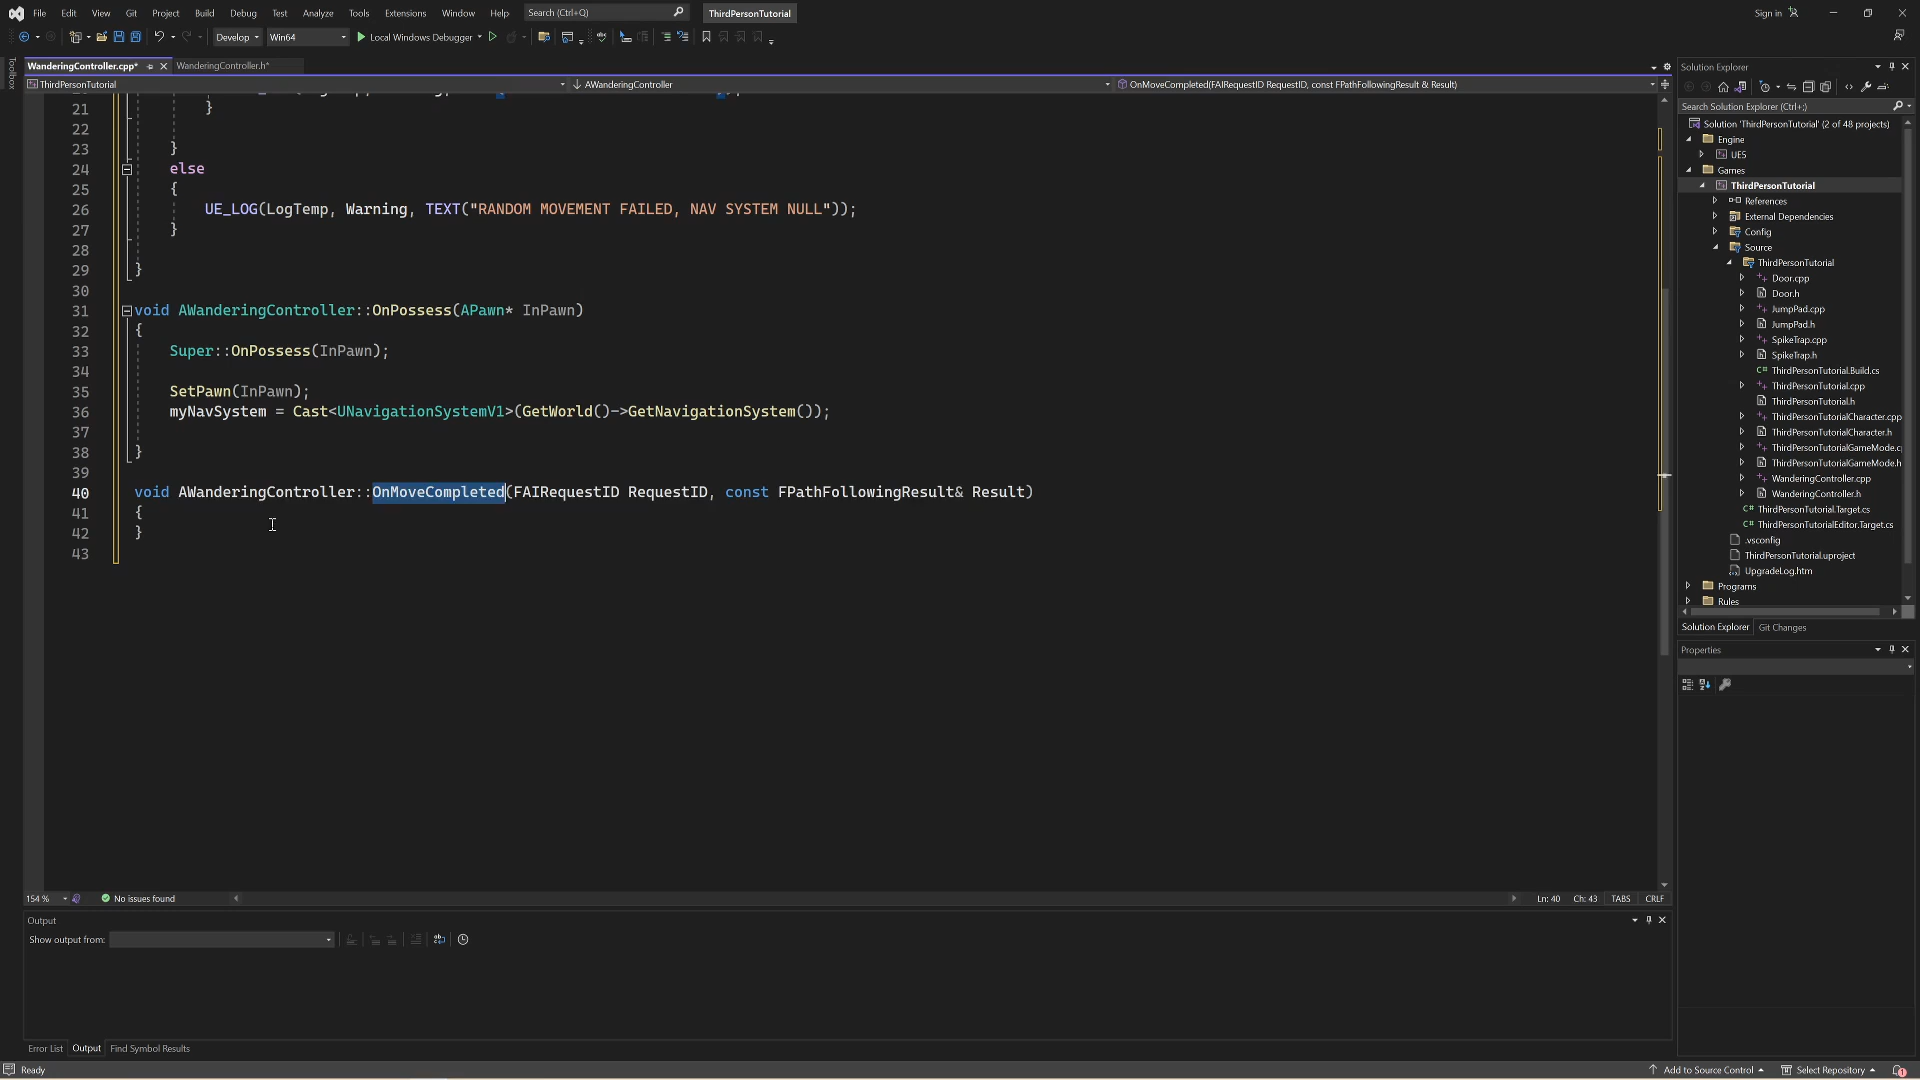 File Edit View Git Project Build Debug Test Analyze Tools Extensions Window Help Search (Ctrl+Q) ThirdPersonTutorial Sign in
Develop Win64 Local Windows Debugger
Toolbox
WanderingController.cpp* WanderingController.h*
ThirdPersonTutorial AWanderingController OnMoveCompleted(FAIRequestID RequestID, const FPathFollowingResult & Result)
21 }
22
23 }
24 else
25 {
26 UE_LOG(LogTemp, Warning, TEXT("RANDOM MOVEMENT FAILED, NAV SYSTEM NULL"));
27 }
28
29 }
30
31 void AWanderingController::OnPossess(APawn* InPawn)
32 {
33 Super::OnPossess(InPawn);
34
35 SetPawn(InPawn);
36 myNavSystem = Cast<UNavigationSystemV1>(GetWorld()->GetNavigationSystem());
37
38 }
39
40 void AWanderingController::OnMoveCompleted(FAIRequestID RequestID, const FPathFollowingResult& Result)
41 {
42 }
43
154 % No issues found Ln: 40 Ch: 43 TABS CRLF
Output
Show output from:
Error List Output Find Symbol Results
Solution Explorer
Search Solution Explorer (Ctrl+;)
Solution 'ThirdPersonTutorial' (2 of 48 projects)
Engine
UE5
Games
ThirdPersonTutorial
References
External Dependencies
Config
Source
ThirdPersonTutorial
Door.cpp
Door.h
JumpPad.cpp
JumpPad.h
SpikeTrap.cpp
SpikeTrap.h
ThirdPersonTutorial.Build.cs
ThirdPersonTutorial.cpp
ThirdPersonTutorial.h
ThirdPersonTutorialCharacter.cpp
ThirdPersonTutorialCharacter.h
ThirdPersonTutorialGameMode.c
ThirdPersonTutorialGameMode.h
WanderingController.cpp
WanderingController.h
ThirdPersonTutorial.Target.cs
ThirdPersonTutorialEditor.Target.cs
.vsconfig
ThirdPersonTutorial.uproject
UpgradeLog.htm
Programs
Rules
Solution Explorer Git Changes
Properties
Ready Add to Source Control Select Repository